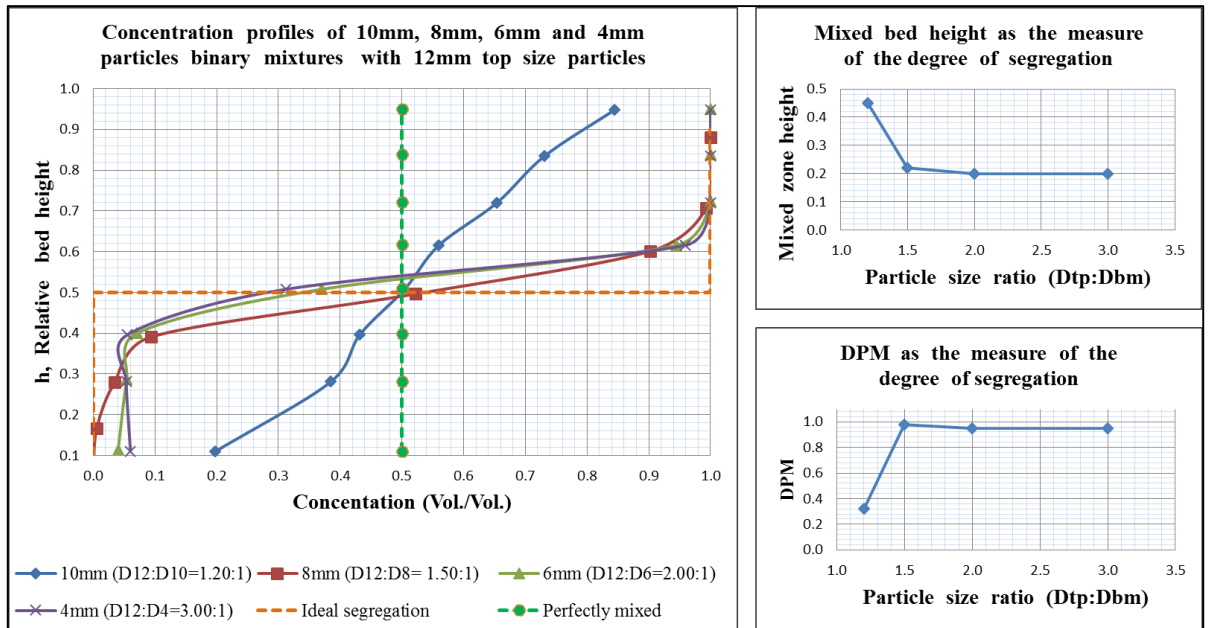 Concentration profiles of 10mm, 8mm, 6mm and 4mm
particles binary mixtures with 12mm top size particles
h, Relative bed height
1.0
0.9
0.8
0.7
0.6
0.5
0.4
0.3
0.2
0.1
0.0 0.1 0.2 0.3 0.4 0.5 0.6 0.7 0.8 0.9 1.0
Concentation (Vol./Vol.)
10mm (D12:D10=1.20:1) 8mm (D12:D8= 1.50:1) 6mm (D12:D6=2.00:1)
4mm (D12:D4=3.00:1) Ideal segregation Perfectly mixed
Mixed bed height as the measure
of the degree of segregation
Mixed zone height
0.5
0.4
0.3
0.2
0.1
0.0
1.0 1.5 2.0 2.5 3.0 3.5
Particle size ratio (Dtp:Dbm)
DPM as the measure of the
degree of segregation
DPM
1.0
0.8
0.6
0.4
0.2
0.0
1.0 1.5 2.0 2.5 3.0 3.5
Particle size ratio (Dtp:Dbm)